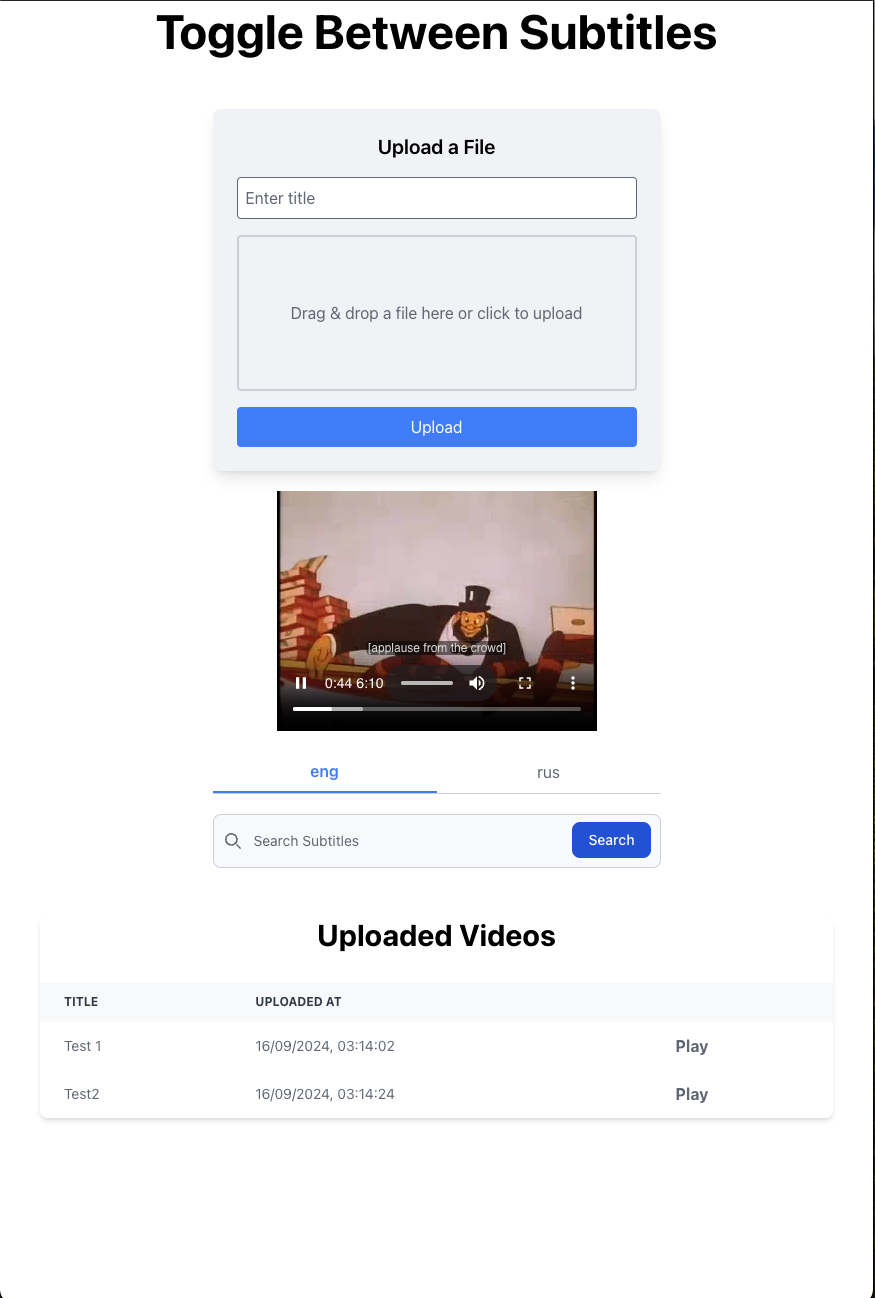 Toggle Between Subtitles
Upload a File
Enter title
Drag & drop a file here or click to upload
Upload
[applause from the crowd]
0:44 6:10
eng rus
Search Subtitles Search
Uploaded Videos
TITLE UPLOADED AT
Test 1 16/09/2024, 03:14:02 Play
Test2 16/09/2024, 03:14:24 Play